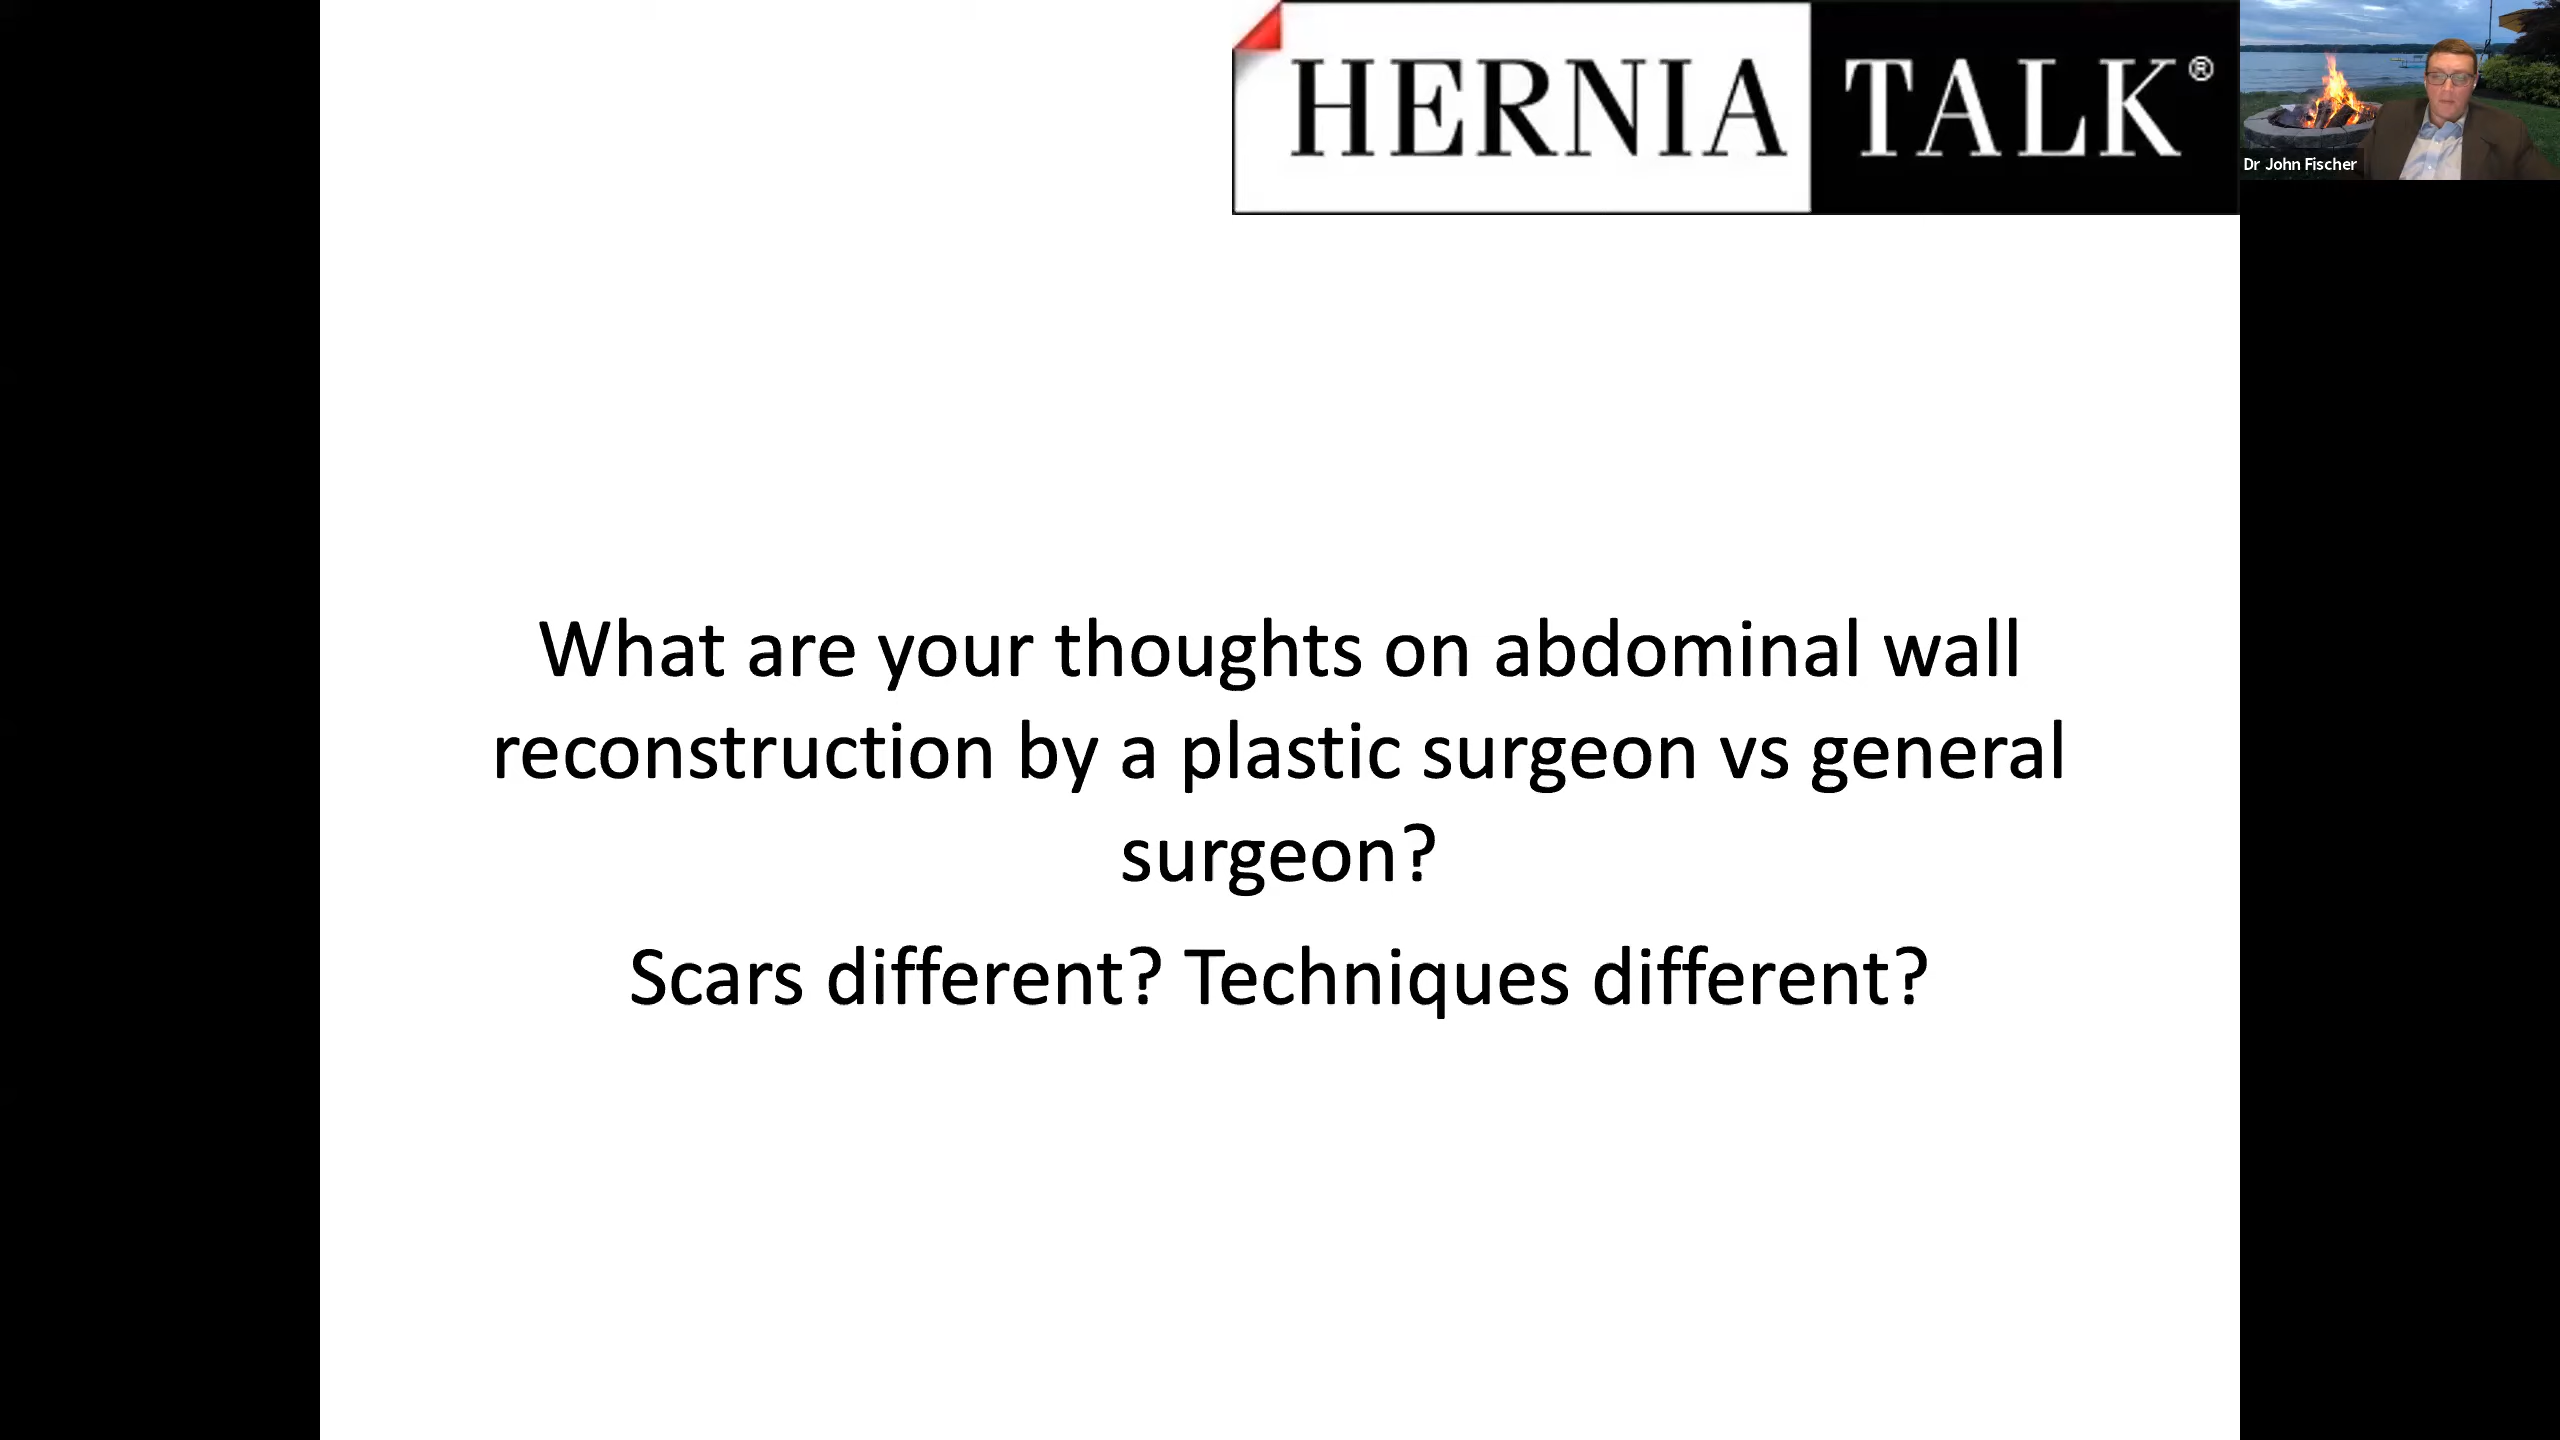 HERNIA TALK®
Dr John Fischer
What are your thoughts on abdominal wall
reconstruction by a plastic surgeon vs general
surgeon?
Scars different? Techniques different?